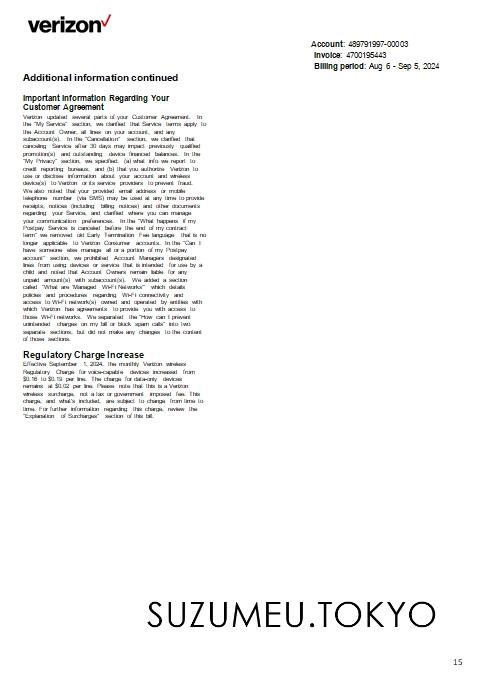 verizon
Account: 489791997-00003
Invoice: 4700195443
Billing period: Aug 6 - Sep 5, 2024
Additional information continued
Important Information Regarding Your
Customer Agreement
Verizon updated several parts of your Customer Agreement. In
the "My Service" section, we clarified that Service terms apply to
the Account Owner, all lines on your account, and any
subaccount(s). In the "Cancellation" section, we clarified that
canceling Service after 30 days may impact previously qualified
promotion(s) and outstanding device financed balances. In the
"My Privacy" section, we specified. (a) what info we report to
credit reporting bureaus, and (b) that you authorize Verizon to
use or disclose information about your account and wireless
device(s) to Verizon or its service providers to prevent fraud.
We also noted that your provided email address or mobile
telephone number (via SMS) may be used at any time to provide
receipts, notices (including billing notices) and other documents
regarding your Service, and clarified where you can manage
your communication preferences. In the "What happens if my
Postpay Service is canceled before the end of my contract
term" we removed old Early Termination Fee language that is no
longer applicable to Verizon Consumer accounts. In the "Can I
have someone else manage all or a portion of my Postpay
account" section, we prohibited Account Managers designated
lines from using devices or service that is intended for use by a
child and noted that Account Owners remain liable for any
unpaid amount(s) with subaccount(s). We added a section
called "What are 'Managed Wi-Fi Networks'" which details
policies and procedures regarding Wi-Fi connectivity and
access to Wi-Fi network(s) owned and operated by entities with
which Verizon has agreements to provide you with access to
those Wi-Fi networks. We separated the "How can I prevent
unintended charges on my bill or block spam calls" into two
separate sections, but did not make any changes to the content
of those sections.
Regulatory Charge Increase
Effective September 1, 2024, the monthly Verizon wireless
Regulatory Charge for voice-capable devices increased from
$0.16 to $0.19 per line. The charge for data-only devices
remains at $0.02 per line. Please note that this is a Verizon
wireless surcharge, not a tax or government imposed fee. This
charge, and what's included, are subject to change from time to
time. For further information regarding this charge, review the
"Explanation of Surcharges" section of this bill.
SUZUMEU.TOKYO
15